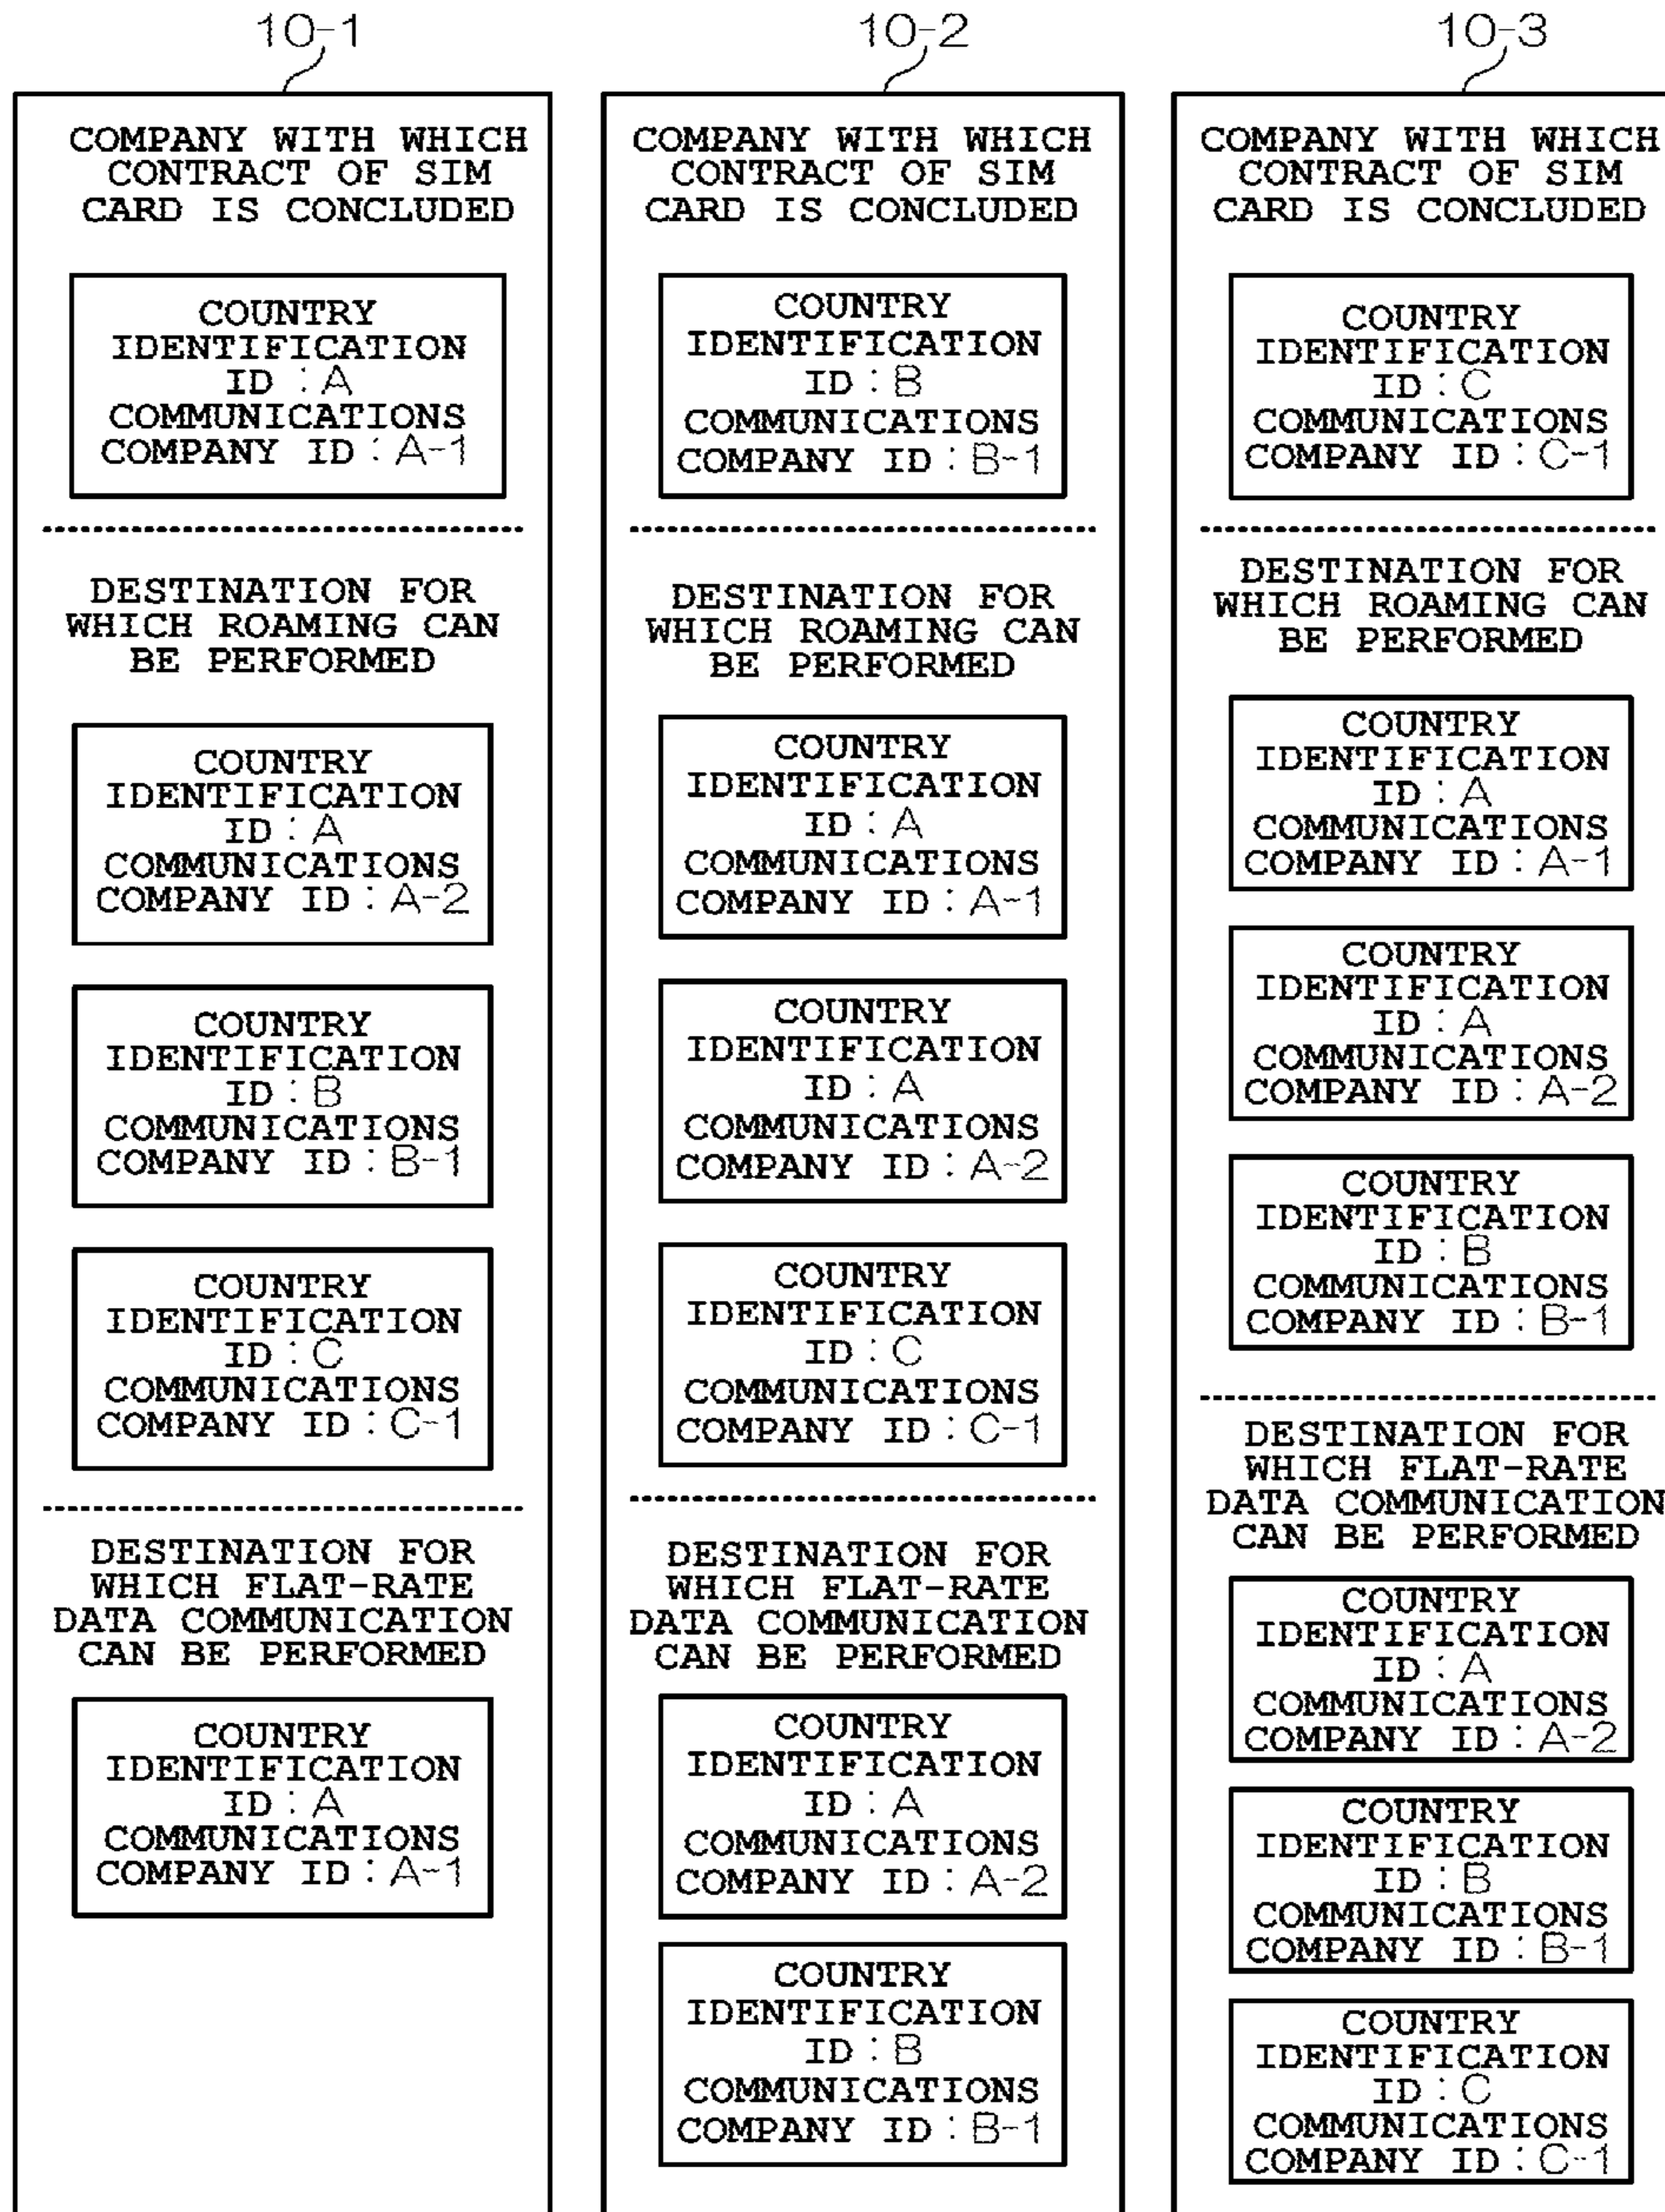 10-1
COMPANY WITH WHICH
CONTRACT OF SIM
CARD IS CONCLUDED
COUNTRY
IDENTIFICATION
ID : A
COMMUNICATIONS
COMPANY ID : A-1
DESTINATION FOR
WHICH ROAMING CAN
BE PERFORMED
COUNTRY
IDENTIFICATION
ID : A
COMMUNICATIONS
COMPANY ID : A-2
COUNTRY
IDENTIFICATION
ID : B
COMMUNICATIONS
COMPANY ID : B-1
COUNTRY
IDENTIFICATION
ID : C
COMMUNICATIONS
COMPANY ID : C-1
DESTINATION FOR
WHICH FLAT-RATE
DATA COMMUNICATION
CAN BE PERFORMED
COUNTRY
IDENTIFICATION
ID : A
COMMUNICATIONS
COMPANY ID : A-1
10-2
COMPANY WITH WHICH
CONTRACT OF SIM
CARD IS CONCLUDED
COUNTRY
IDENTIFICATION
ID : B
COMMUNICATIONS
COMPANY ID : B-1
DESTINATION FOR
WHICH ROAMING CAN
BE PERFORMED
COUNTRY
IDENTIFICATION
ID : A
COMMUNICATIONS
COMPANY ID : A-1
COUNTRY
IDENTIFICATION
ID : A
COMMUNICATIONS
COMPANY ID : A-2
COUNTRY
IDENTIFICATION
ID : C
COMMUNICATIONS
COMPANY ID : C-1
DESTINATION FOR
WHICH FLAT-RATE
DATA COMMUNICATION
CAN BE PERFORMED
COUNTRY
IDENTIFICATION
ID : A
COMMUNICATIONS
COMPANY ID : A-2
COUNTRY
IDENTIFICATION
ID : B
COMMUNICATIONS
COMPANY ID : B-1
10-3
COMPANY WITH WHICH
CONTRACT OF SIM
CARD IS CONCLUDED
COUNTRY
IDENTIFICATION
ID : C
COMMUNICATIONS
COMPANY ID : C-1
DESTINATION FOR
WHICH ROAMING CAN
BE PERFORMED
COUNTRY
IDENTIFICATION
ID : A
COMMUNICATIONS
COMPANY ID : A-1
COUNTRY
IDENTIFICATION
ID : A
COMMUNICATIONS
COMPANY ID : A-2
COUNTRY
IDENTIFICATION
ID : B
COMMUNICATIONS
COMPANY ID : B-1
DESTINATION FOR
WHICH FLAT-RATE
DATA COMMUNICATION
CAN BE PERFORMED
COUNTRY
IDENTIFICATION
ID : A
COMMUNICATIONS
COMPANY ID : A-2
COUNTRY
IDENTIFICATION
ID : B
COMMUNICATIONS
COMPANY ID : B-1
COUNTRY
IDENTIFICATION
ID : C
COMMUNICATIONS
COMPANY ID : C-1